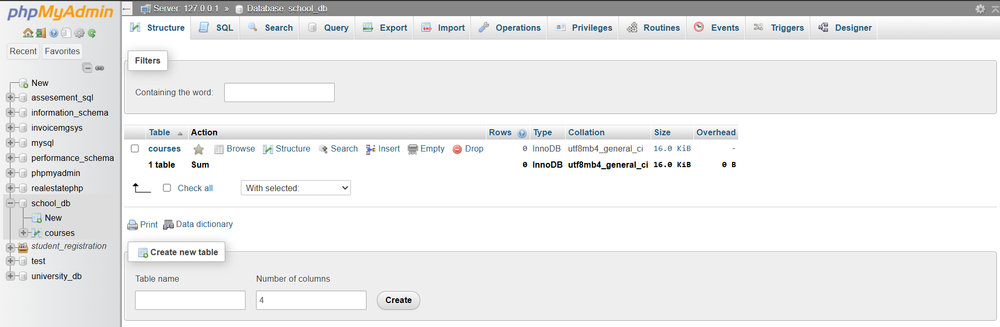 phpMyAdmin
Recent Favorites
New
assesement_sql
information_schema
invoicemgsys
mysql
performance_schema
phpmyadmin
realestatephp
school_db
New
courses
student_registration
test
university_db
Server: 127.0.0.1 » Database: school_db
Structure SQL Search Query Export Import Operations Privileges Routines Events Triggers Designer
Filters
Containing the word:
Table Action Rows Type Collation Size Overhead
courses Browse Structure Search Insert Empty Drop 0 InnoDB utf8mb4_general_ci 16.0 KiB -
1 table Sum 0 InnoDB utf8mb4_general_ci 16.0 KiB 0 B
Check all With selected:
Print Data dictionary
Create new table
Table name Number of columns
4 Create